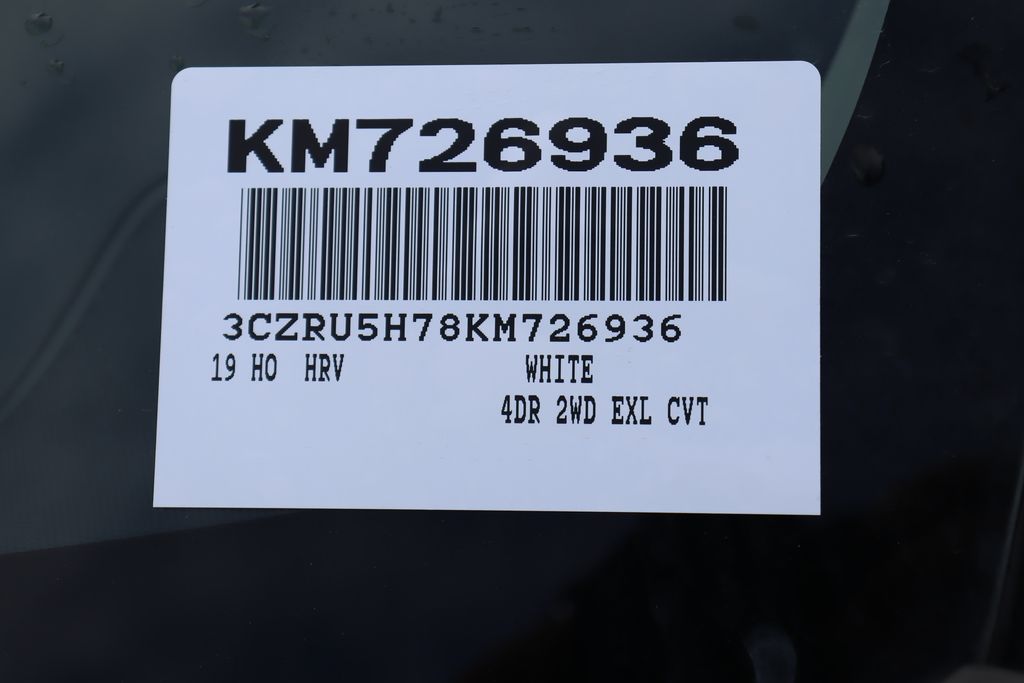 KM726936
3CZRU5H78KM726936
19 HO HRV WHITE
4DR 2WD EXL CVT